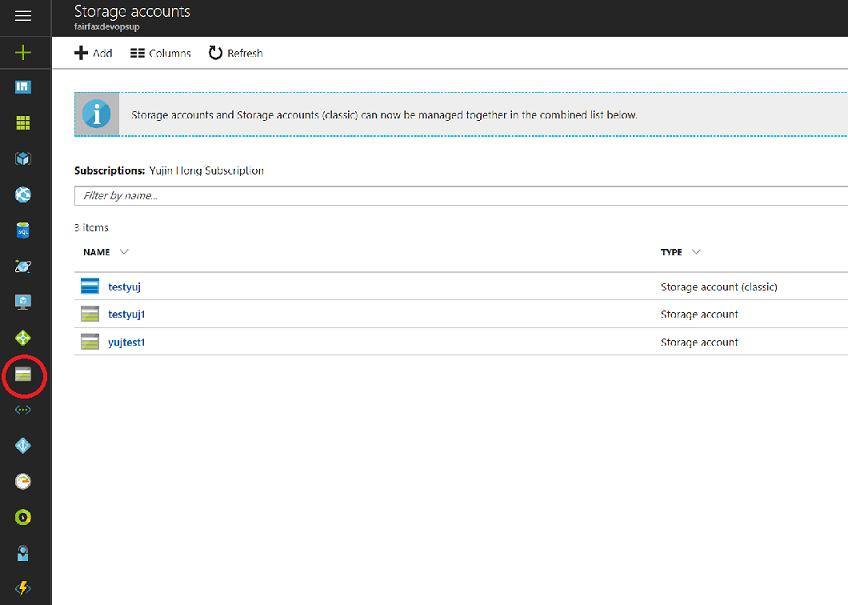 Storage accounts
fairfaxdevopsup
Add Columns Refresh
Storage accounts and Storage accounts (classic) can now be managed together in the combined list below.
Subscriptions: Yujin Hong Subscription
Filter by name...
3 items
NAME TYPE
testyuj Storage account (classic)
testyuj1 Storage account
yujtest1 Storage account
SQL